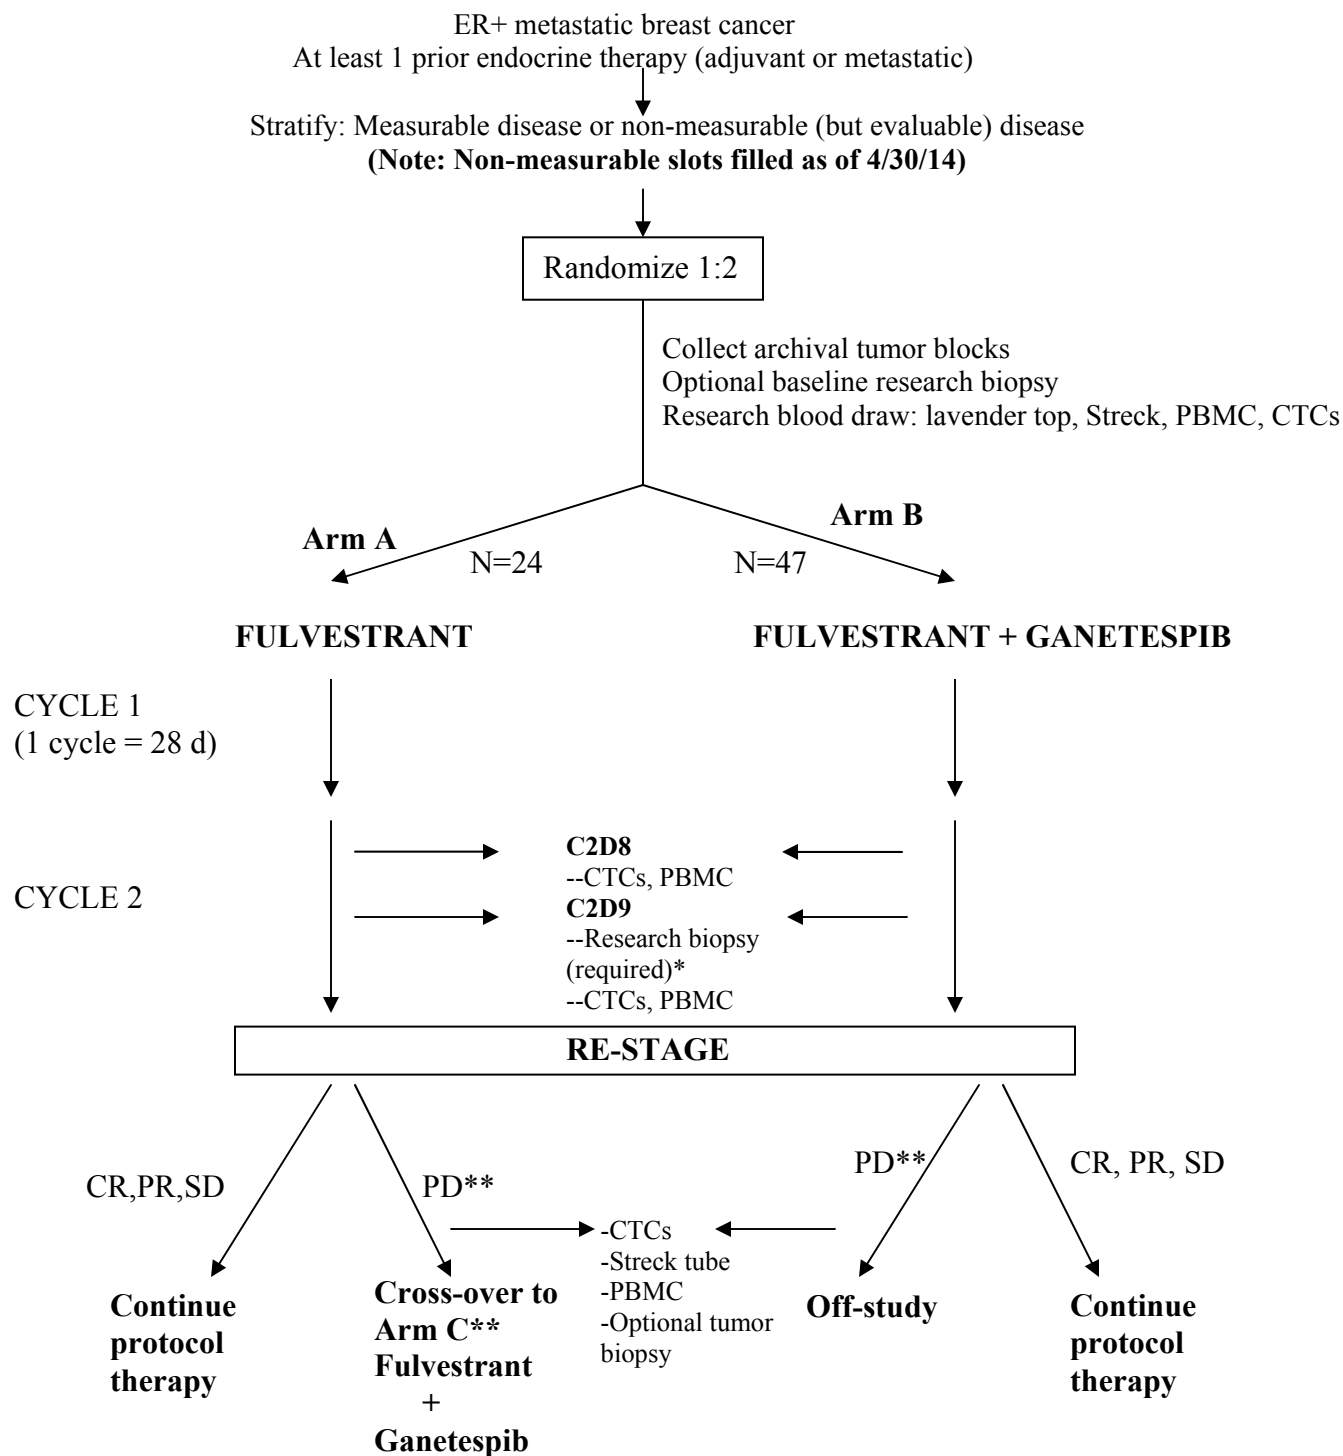 ER+ metastatic breast cancer
At least 1 prior endocrine therapy (adjuvant or metastatic)
Stratify: Measurable disease or non-measurable (but evaluable) disease
(Note: Non-measurable slots filled as of 4/30/14)
Randomize 1:2
Collect archival tumor blocks
Optional baseline research biopsy
Research blood draw: lavender top, Streck, PBMC, CTCs
Arm A
Arm B
N=24
N=47
FULVESTRANT
FULVESTRANT + GANETESPIB
CYCLE 1
(1 cycle = 28 d)
CYCLE 2
C2D8
--CTCs, PBMC
C2D9
--Research biopsy
(required)*
--CTCs, PBMC
RE-STAGE
CR,PR,SD
PD**
PD**
CR, PR, SD
-CTCs
-Streck tube
-PBMC
-Optional tumor
biopsy
Continue
protocol
therapy
Cross-over to
Arm C**
Fulvestrant
+
Ganetespib
Off-study
Continue
protocol
therapy